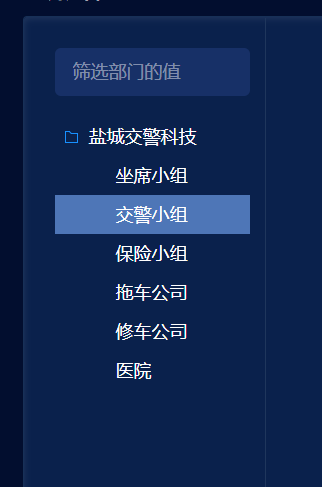 筛选部门的值
盐城交警科技
坐席小组
交警小组
保险小组
拖车公司
修车公司
医院